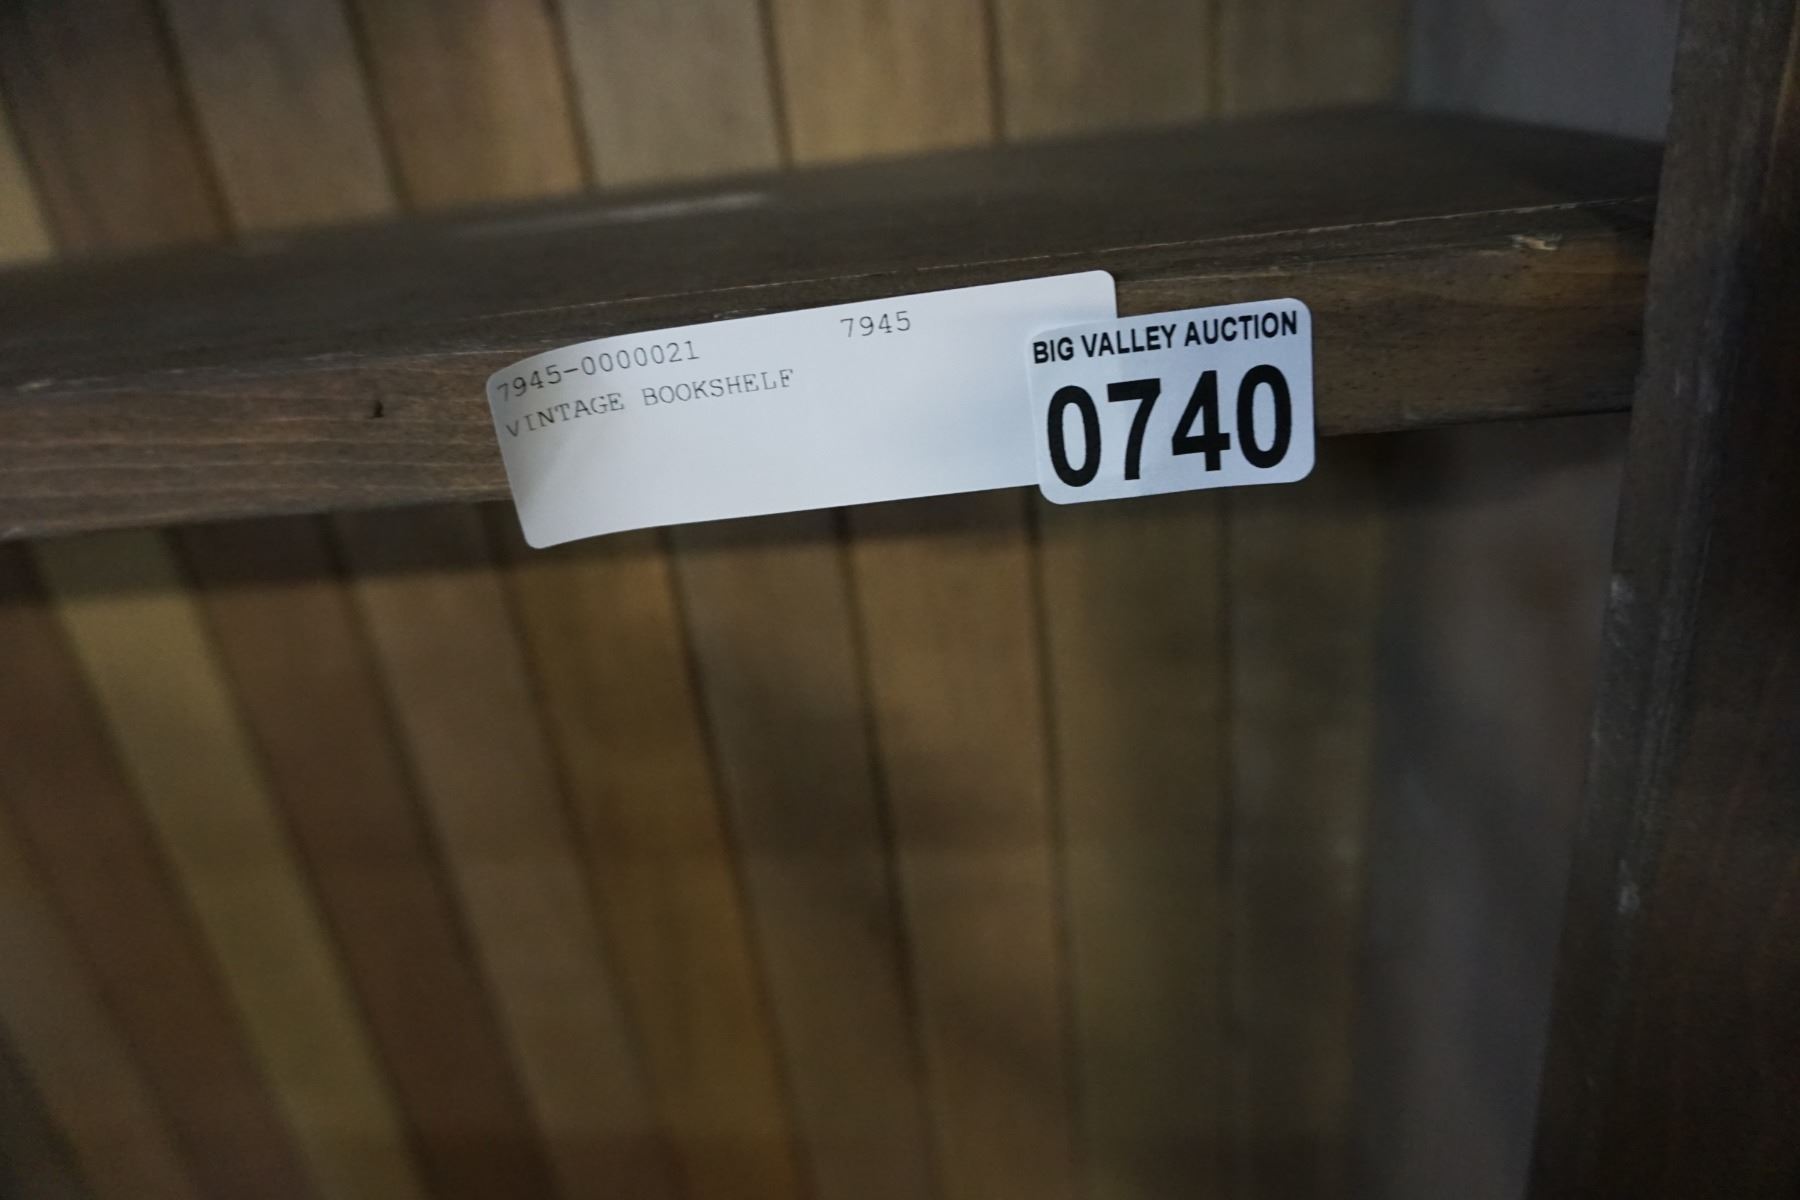 7945-0000021 7945
VINTAGE BOOKSHELF
BIG VALLEY AUCTION
0740